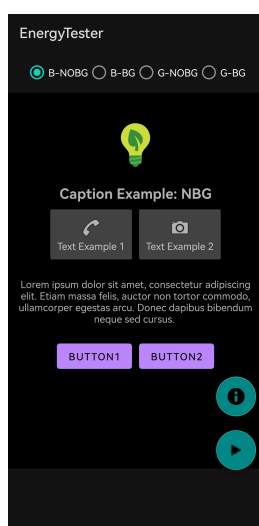 EnergyTester
B-NOBG B-BG G-NOBG G-BG
Caption Example: NBG
Text Example 1 Text Example 2
Lorem ipsum dolor sit amet, consectetur adipiscing
elit. Etiam massa felis, auctor non tortor commodo,
ullamcorper egestas arcu. Donec dapibus bibendum
neque sed cursus.
BUTTON1 BUTTON2